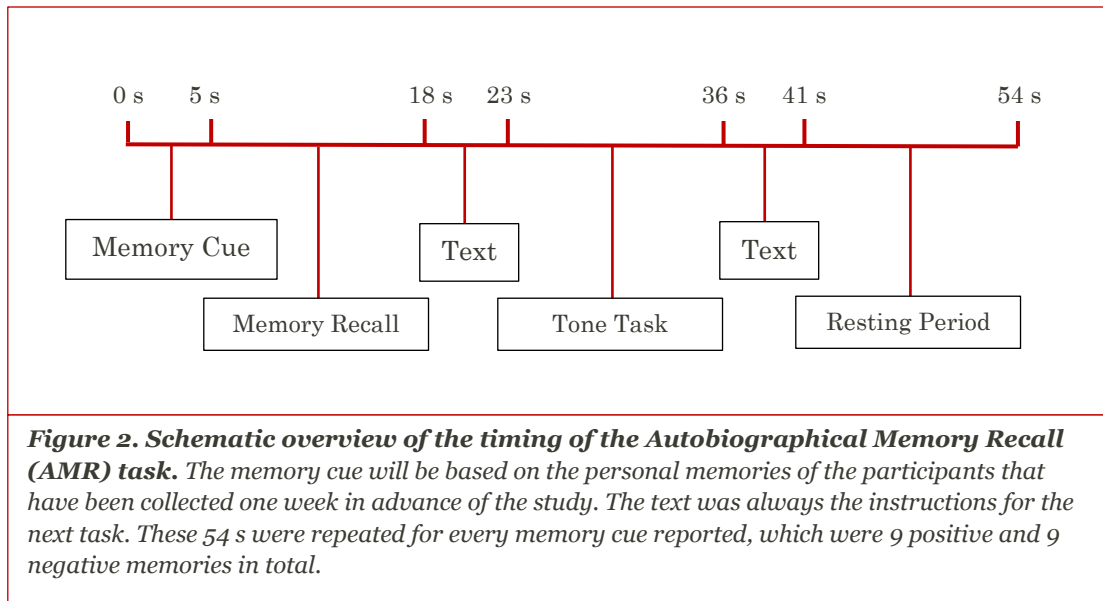 0 s 5 s 18 s 23 s 36 s 41 s 54 s
Memory Cue Text Text
Memory Recall Tone Task Resting Period
Figure 2. Schematic overview of the timing of the Autobiographical Memory Recall
(AMR) task. The memory cue will be based on the personal memories of the participants that
have been collected one week in advance of the study. The text was always the instructions for the
next task. These 54 s were repeated for every memory cue reported, which were 9 positive and 9
negative memories in total.